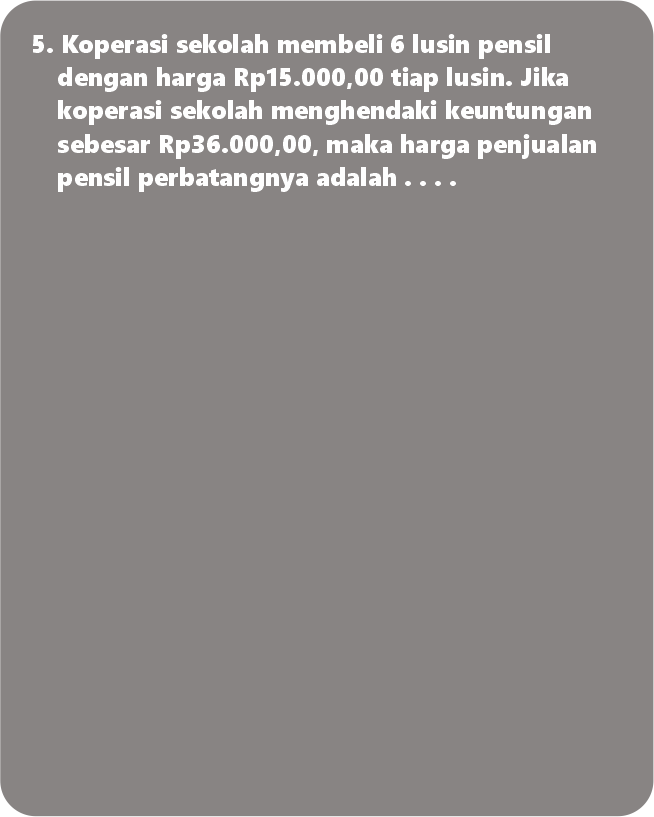 5. Koperasi sekolah membeli 6 lusin pensil
dengan harga Rp15.000,00 tiap lusin. Jika
koperasi sekolah menghendaki keuntungan
sebesar Rp36.000,00, maka harga penjualan
pensil perbatangnya adalah . . . .